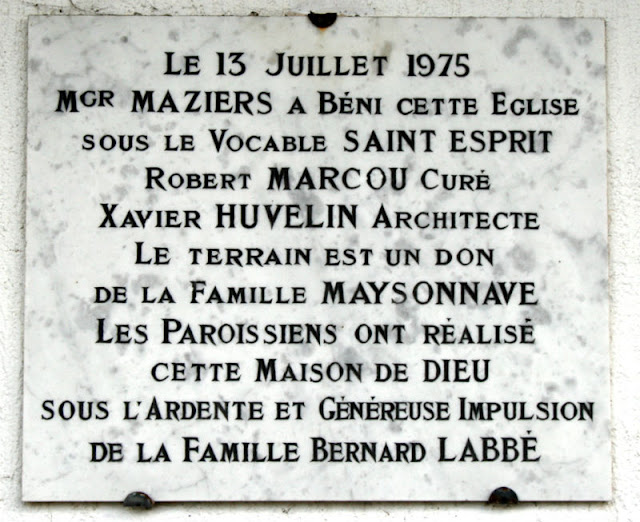 Le 13 Juillet 1975
Mgr MAZIERS a Béni cette Eglise
sous le Vocable SAINT ESPRIT
Robert MARCOU Curé
Xavier HUVELIN Architecte
Le terrain est un don
de la Famille MAYSONNAVE
Les Paroissiens ont réalisé
cette Maison de DIEU
sous l'Ardente et Généreuse Impulsion
de la Famille Bernard LABBÉ